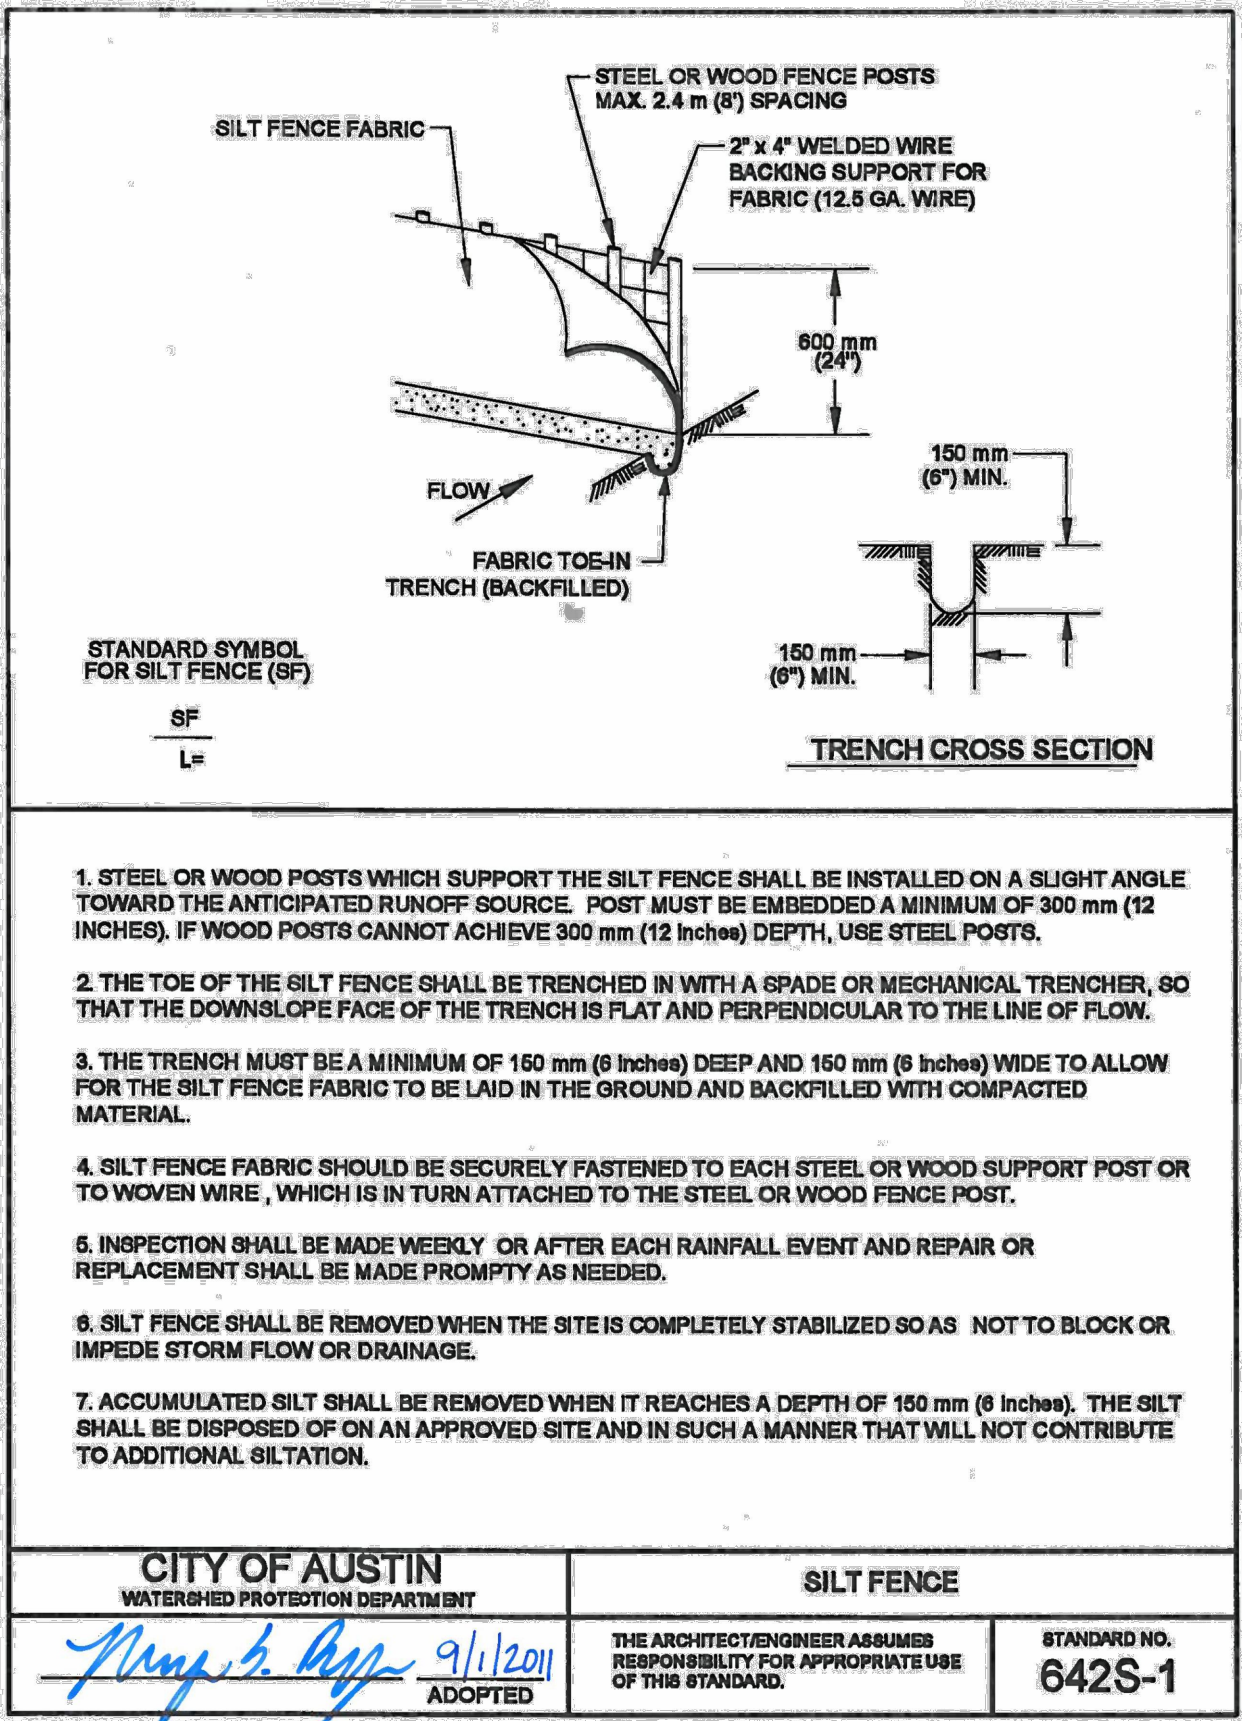 STEEL OR WOOD FENCE POSTS
MAX. 2.4 m (8') SPACING
SILT FENCE FABRIC
2" x 4" WELDED WIRE
BACKING SUPPORT FOR
FABRIC (12.5 GA. WIRE)
600 mm
(24")
150 mm
(6") MIN.
FLOW
FABRIC TOE-IN
TRENCH (BACKFILLED)
STANDARD SYMBOL
FOR SILT FENCE (SF)
150 mm
(6") MIN.
SF
L=
TRENCH CROSS SECTION
1. STEEL OR WOOD POSTS WHICH SUPPORT THE SILT FENCE SHALL BE INSTALLED ON A SLIGHT ANGLE
TOWARD THE ANTICIPATED RUNOFF SOURCE. POST MUST BE EMBEDDED A MINIMUM OF 300 mm (12
INCHES). IF WOOD POSTS CANNOT ACHIEVE 300 mm (12 inches) DEPTH, USE STEEL POSTS.
2. THE TOE OF THE SILT FENCE SHALL BE TRENCHED IN WITH A SPADE OR MECHANICAL TRENCHER, SO
THAT THE DOWNSLOPE FACE OF THE TRENCH IS FLAT AND PERPENDICULAR TO THE LINE OF FLOW.
3. THE TRENCH MUST BE A MINIMUM OF 150 mm (6 inches) DEEP AND 150 mm (6 inches) WIDE TO ALLOW
FOR THE SILT FENCE FABRIC TO BE LAID IN THE GROUND AND BACKFILLED WITH COMPACTED
MATERIAL.
4. SILT FENCE FABRIC SHOULD BE SECURELY FASTENED TO EACH STEEL OR WOOD SUPPORT POST OR
TO WOVEN WIRE, WHICH IS IN TURN ATTACHED TO THE STEEL OR WOOD FENCE POST.
5. INSPECTION SHALL BE MADE WEEKLY OR AFTER EACH RAINFALL EVENT AND REPAIR OR
REPLACEMENT SHALL BE MADE PROMPTY AS NEEDED.
6. SILT FENCE SHALL BE REMOVED WHEN THE SITE IS COMPLETELY STABILIZED SO AS NOT TO BLOCK OR
IMPEDE STORM FLOW OR DRAINAGE.
7. ACCUMULATED SILT SHALL BE REMOVED WHEN IT REACHES A DEPTH OF 150 mm (6 inches). THE SILT
SHALL BE DISPOSED OF ON AN APPROVED SITE AND IN SUCH A MANNER THAT WILL NOT CONTRIBUTE
TO ADDITIONAL SILTATION.
CITY OF AUSTIN
WATERSHED PROTECTION DEPARTMENT
SILT FENCE
9/1/2011
ADOPTED
THE ARCHITECT/ENGINEER ASSUMES
RESPONSIBILITY FOR APPROPRIATE USE
OF THIS STANDARD.
STANDARD NO.
642S-1